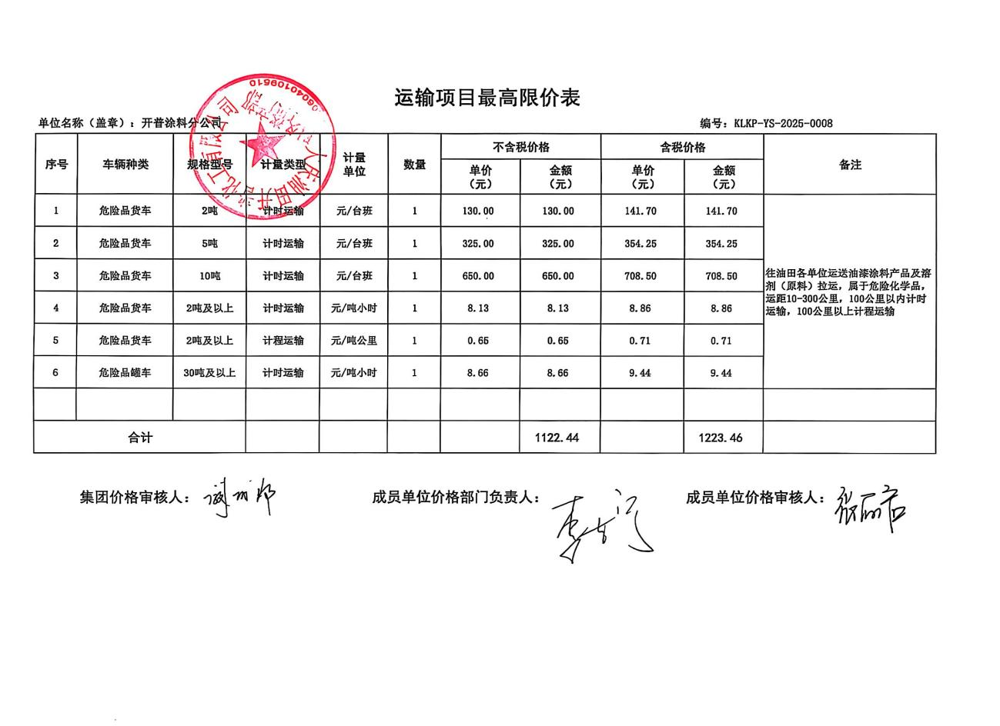 运输项目最高限价表
单位名称（盖章）：开普涂料分公司 编号：KLKP-YS-2025-0008
序号 车辆种类 规格型号 计量类型 计量单位 数量 不含税价格 含税价格 备注
单价（元） 金额（元） 单价（元） 金额（元）
1 危险品货车 2吨 计时运输 元/台班 1 130.00 130.00 141.70 141.70
2 危险品货车 5吨 计时运输 元/台班 1 325.00 325.00 354.25 354.25
3 危险品货车 10吨 计时运输 元/台班 1 650.00 650.00 708.50 708.50
4 危险品货车 2吨及以上 计时运输 元/吨小时 1 8.13 8.13 8.86 8.86
5 危险品货车 2吨及以上 计程运输 元/吨公里 1 0.65 0.65 0.71 0.71
6 危险品罐车 30吨及以上 计时运输 元/吨小时 1 8.66 8.66 9.44 9.44
往油田各单位运送油漆涂料产品及溶
剂（原料）拉运，属于危险化学品，
运距10-300公里，100公里以内计时
运输，100公里以上计程运输
合计 1122.44 1223.46
集团价格审核人： 成员单位价格部门负责人： 成员单位价格审核人：